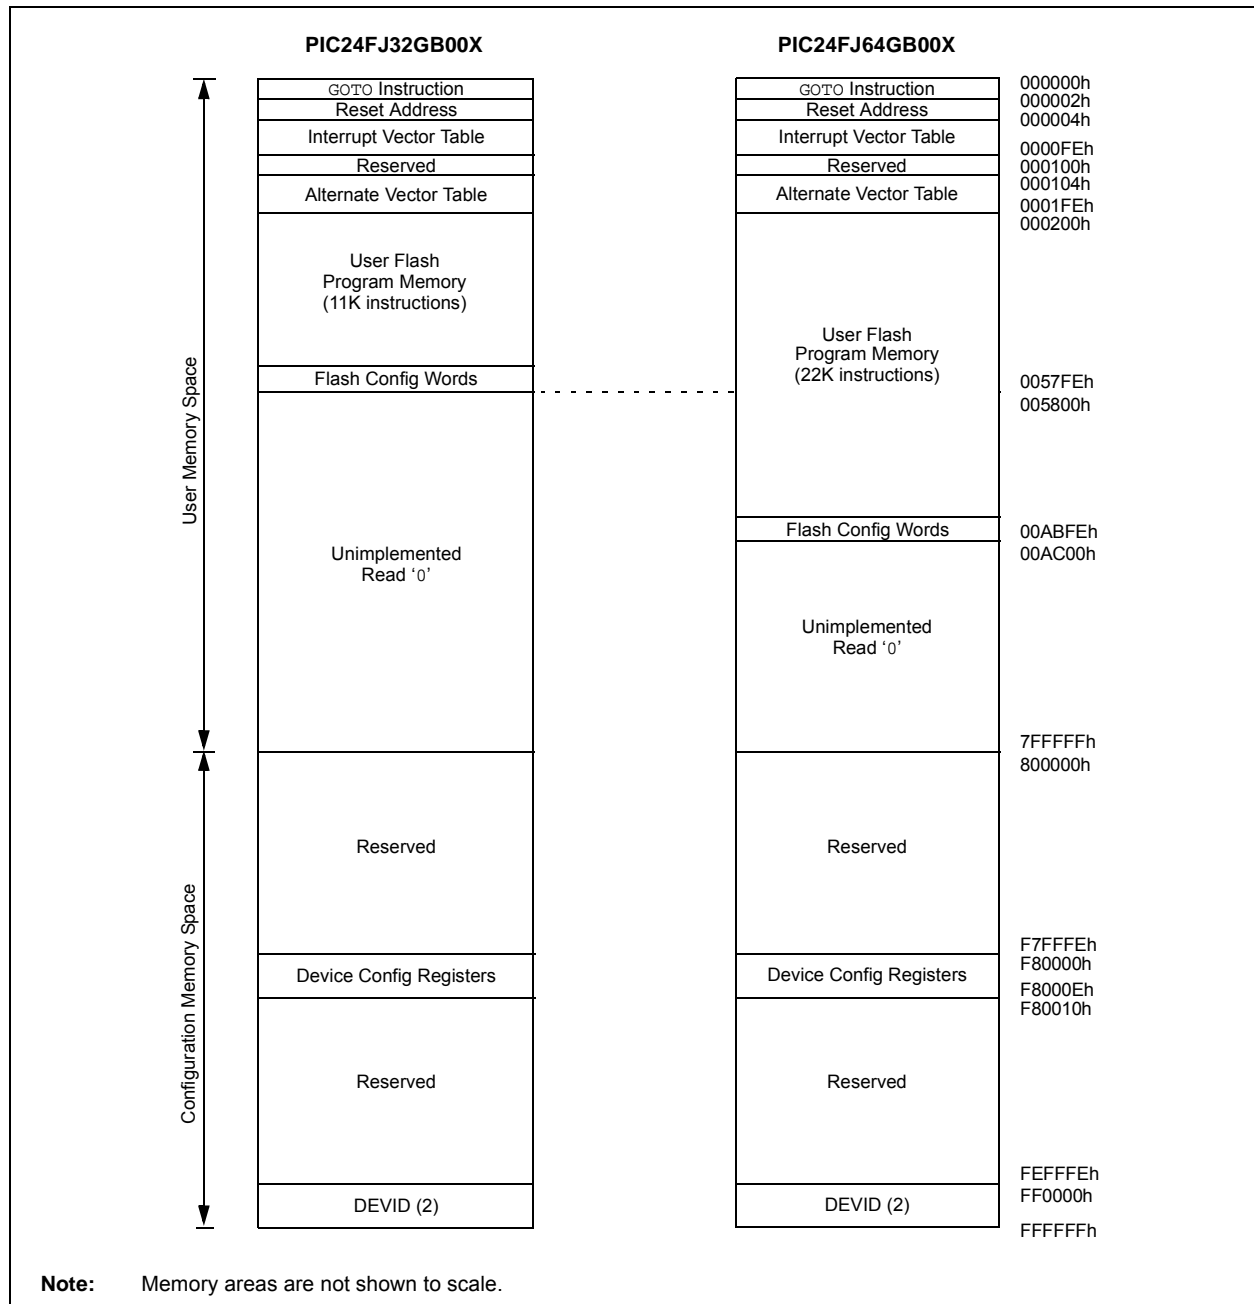 PIC24FJ32GB00X
PIC24FJ64GB00X
User Memory Space
Configuration Memory Space
GOTO Instruction
Reset Address
Interrupt Vector Table
Reserved
Alternate Vector Table
User Flash
Program Memory
(11K instructions)
Flash Config Words
Unimplemented
Read ‘0’
Reserved
Device Config Registers
Reserved
DEVID (2)
GOTO Instruction
Reset Address
Interrupt Vector Table
Reserved
Alternate Vector Table
User Flash
Program Memory
(22K instructions)
Flash Config Words
Unimplemented
Read ‘0’
Reserved
Device Config Registers
Reserved
DEVID (2)
000000h
000002h
000004h
0000FEh
000100h
000104h
0001FEh
000200h
0057FEh
005800h
00ABFEh
00AC00h
7FFFFFh
800000h
F7FFFEh
F80000h
F8000Eh
F80010h
FEFFFEh
FF0000h
FFFFFFh
Note: Memory areas are not shown to scale.